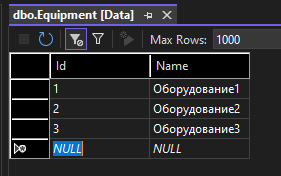 dbo.Equipment [Data]
Max Rows: 1000
Id Name
1 Оборудование1
2 Оборудование2
3 Оборудование3
NULL NULL